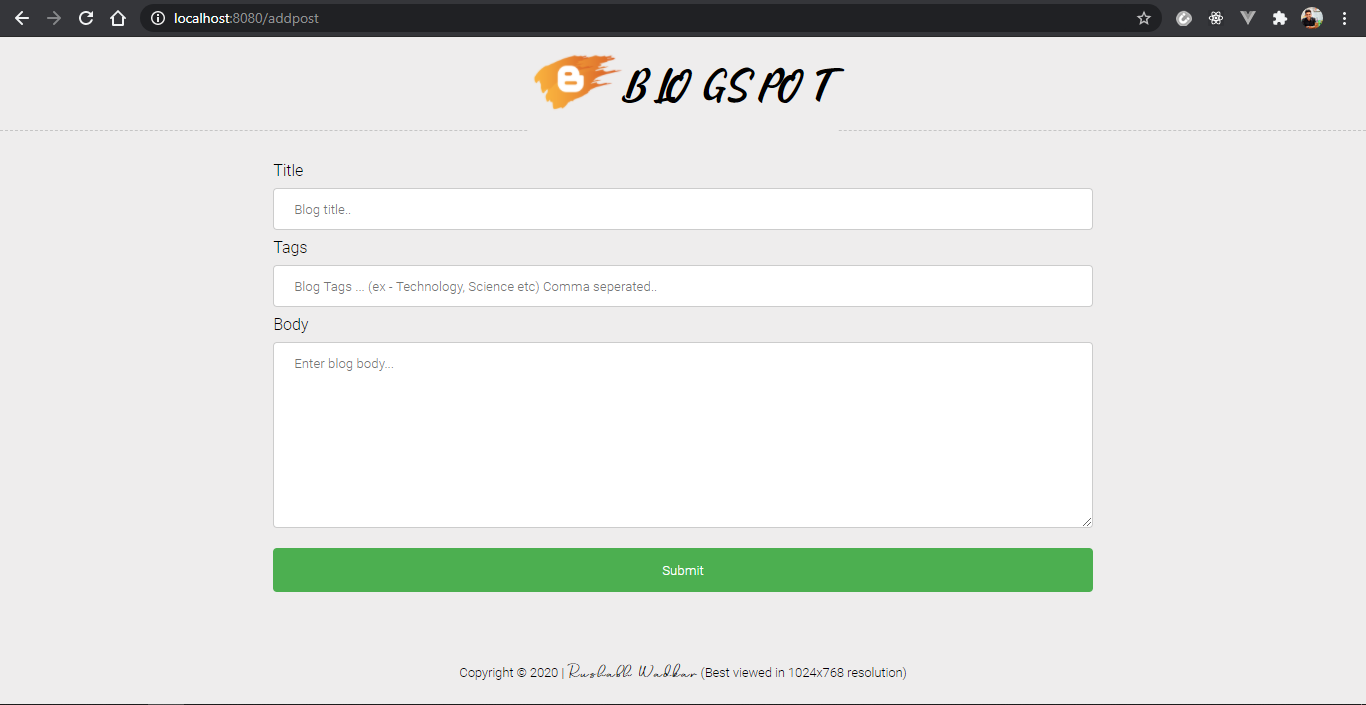 localhost:8080/addpost
BLOGSPOT
Title
Blog title..
Tags
Blog Tags ... (ex - Technology, Science etc) Comma seperated..
Body
Enter blog body...
Submit
Copyright © 2020 | Rushabh Wadkar (Best viewed in 1024x768 resolution)